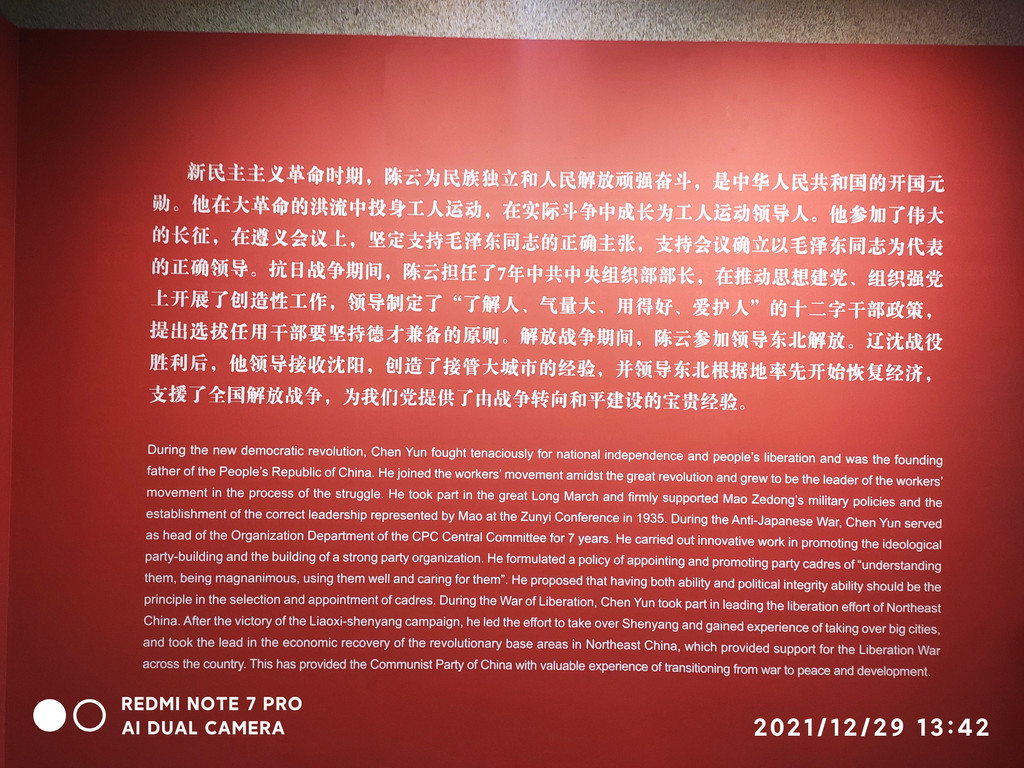 新民主主义革命时期，陈云为民族独立和人民解放顽强奋斗，是中华人民共和国的开国元
勋。他在大革命的洪流中投身工人运动，在实际斗争中成长为工人运动领导人。他参加了伟大
的长征，在遵义会议上，坚定支持毛泽东同志的正确主张，支持会议确立以毛泽东同志为代表
的正确领导。抗日战争期间，陈云担任了7年中共中央组织部部长，在推动思想建党、组织强党
上开展了创造性工作，领导制定了“了解人、气量大、用得好、爱护人”的十二字干部政策，
提出选拔任用干部要坚持德才兼备的原则。解放战争期间，陈云参加领导东北解放。辽沈战役
胜利后，他领导接收沈阳，创造了接管大城市的经验，并领导东北根据地率先开始恢复经济，
支援了全国解放战争，为我们党提供了由战争转向和平建设的宝贵经验。
During the new democratic revolution, Chen Yun fought tenaciously for national independence and people's liberation and was the founding
father of the People's Republic of China. He joined the workers' movement amidst the great revolution and grew to be the leader of the workers'
movement in the process of the struggle. He took part in the great Long March and firmly supported Mao Zedong's military policies and the
establishment of the correct leadership represented by Mao at the Zunyi Conference in 1935. During the Anti-Japanese War, Chen Yun served
as head of the Organization Department of the CPC Central Committee for 7 years. He carried out innovative work in promoting the ideological
party-building and the building of a strong party organization. He formulated a policy of appointing and promoting party cadres of “understanding
them, being magnanimous, using them well and caring for them”. He proposed that having both ability and political integrity ability should be the
principle in the selection and appointment of cadres. During the War of Liberation, Chen Yun took part in leading the liberation effort of Northeast
China. After the victory of the Liaoxi-shenyang campaign, he led the effort to take over Shenyang and gained experience of taking over big cities,
and took the lead in the economic recovery of the revolutionary base areas in Northeast China, which provided support for the Liberation War
across the country. This has provided the Communist Party of China with valuable experience of transitioning from war to peace and development.
REDMI NOTE 7 PRO
AI DUAL CAMERA
2021/12/29 13:42